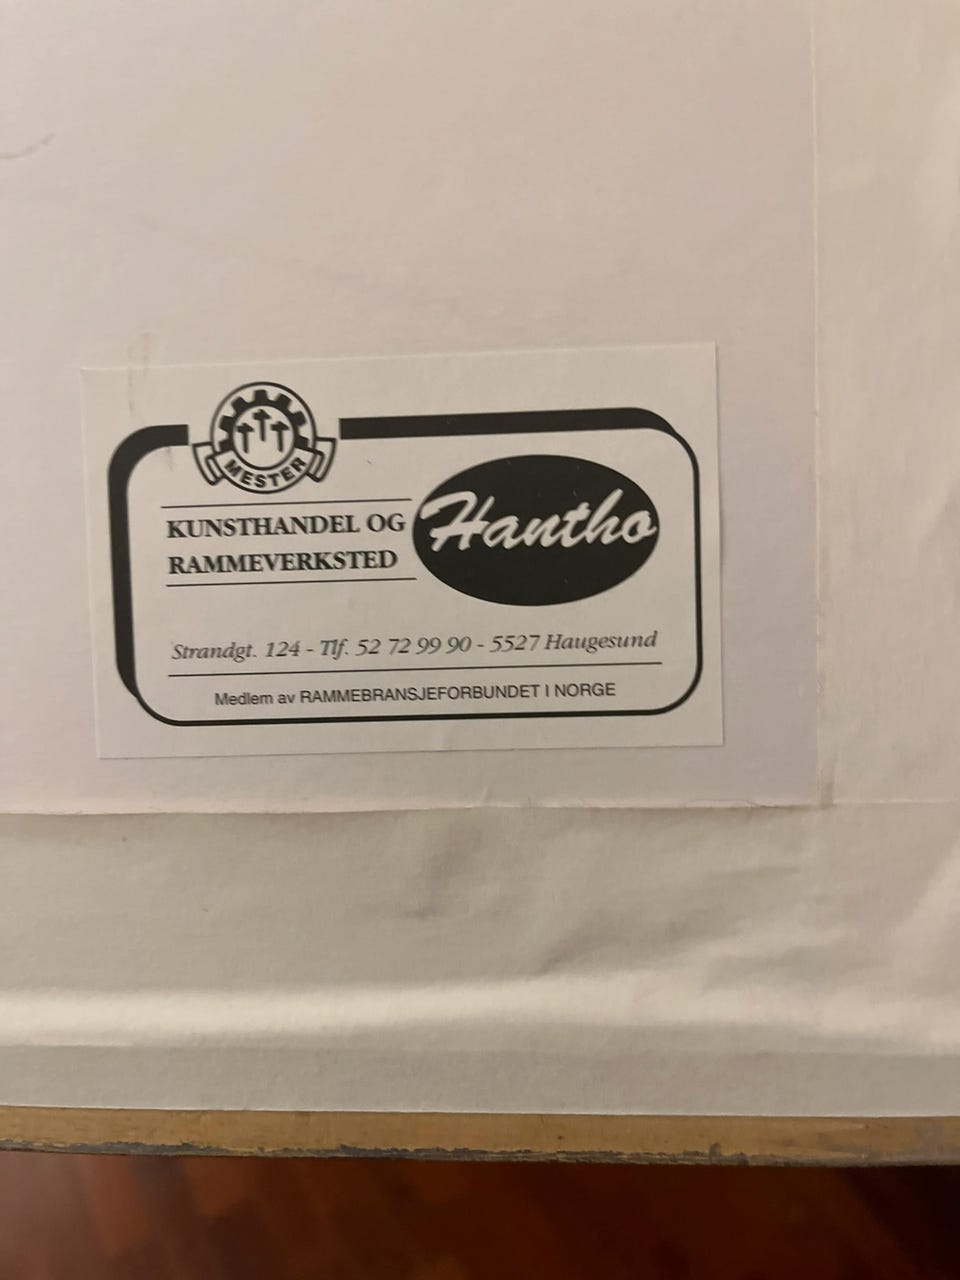 MESTER
KUNSTHANDEL OG
RAMMEVERKSTED
Hantho
Strandgt. 124 - Tlf. 52 72 99 90 - 5527 Haugesund
Medlem av RAMMEBRANSJEFORBUNDET I NORGE